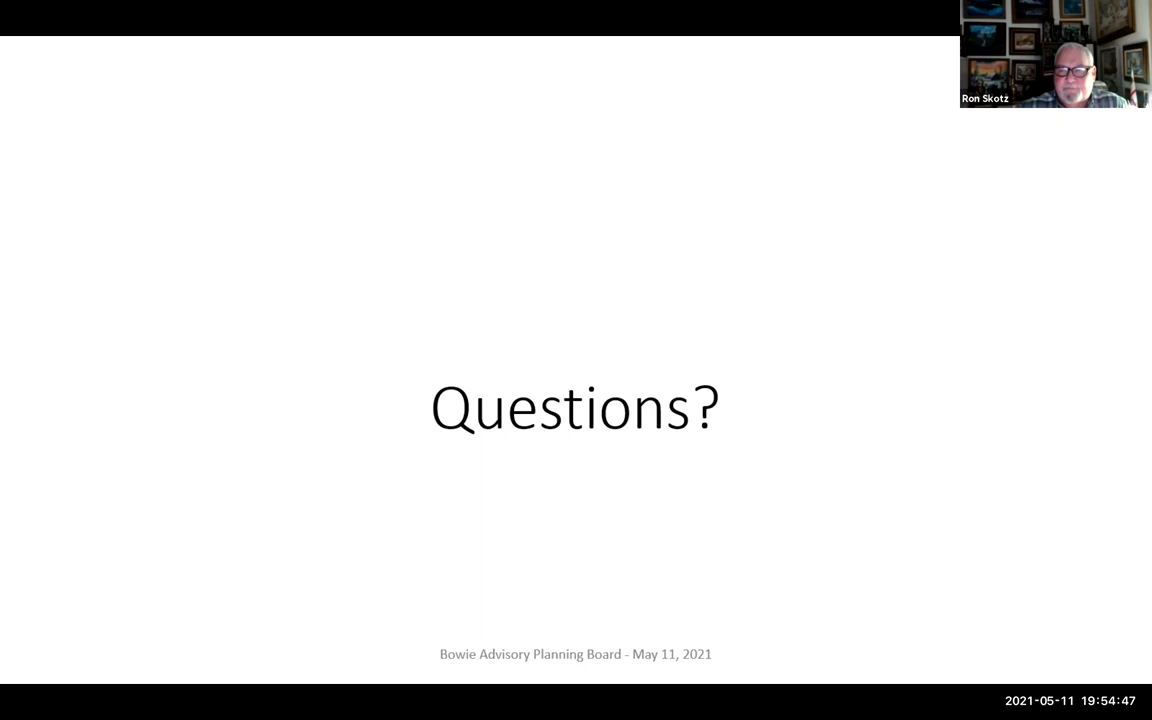 Ron Skotz
Questions?
Bowie Advisory Planning Board - May 11, 2021
2021-05-11 19:54:47